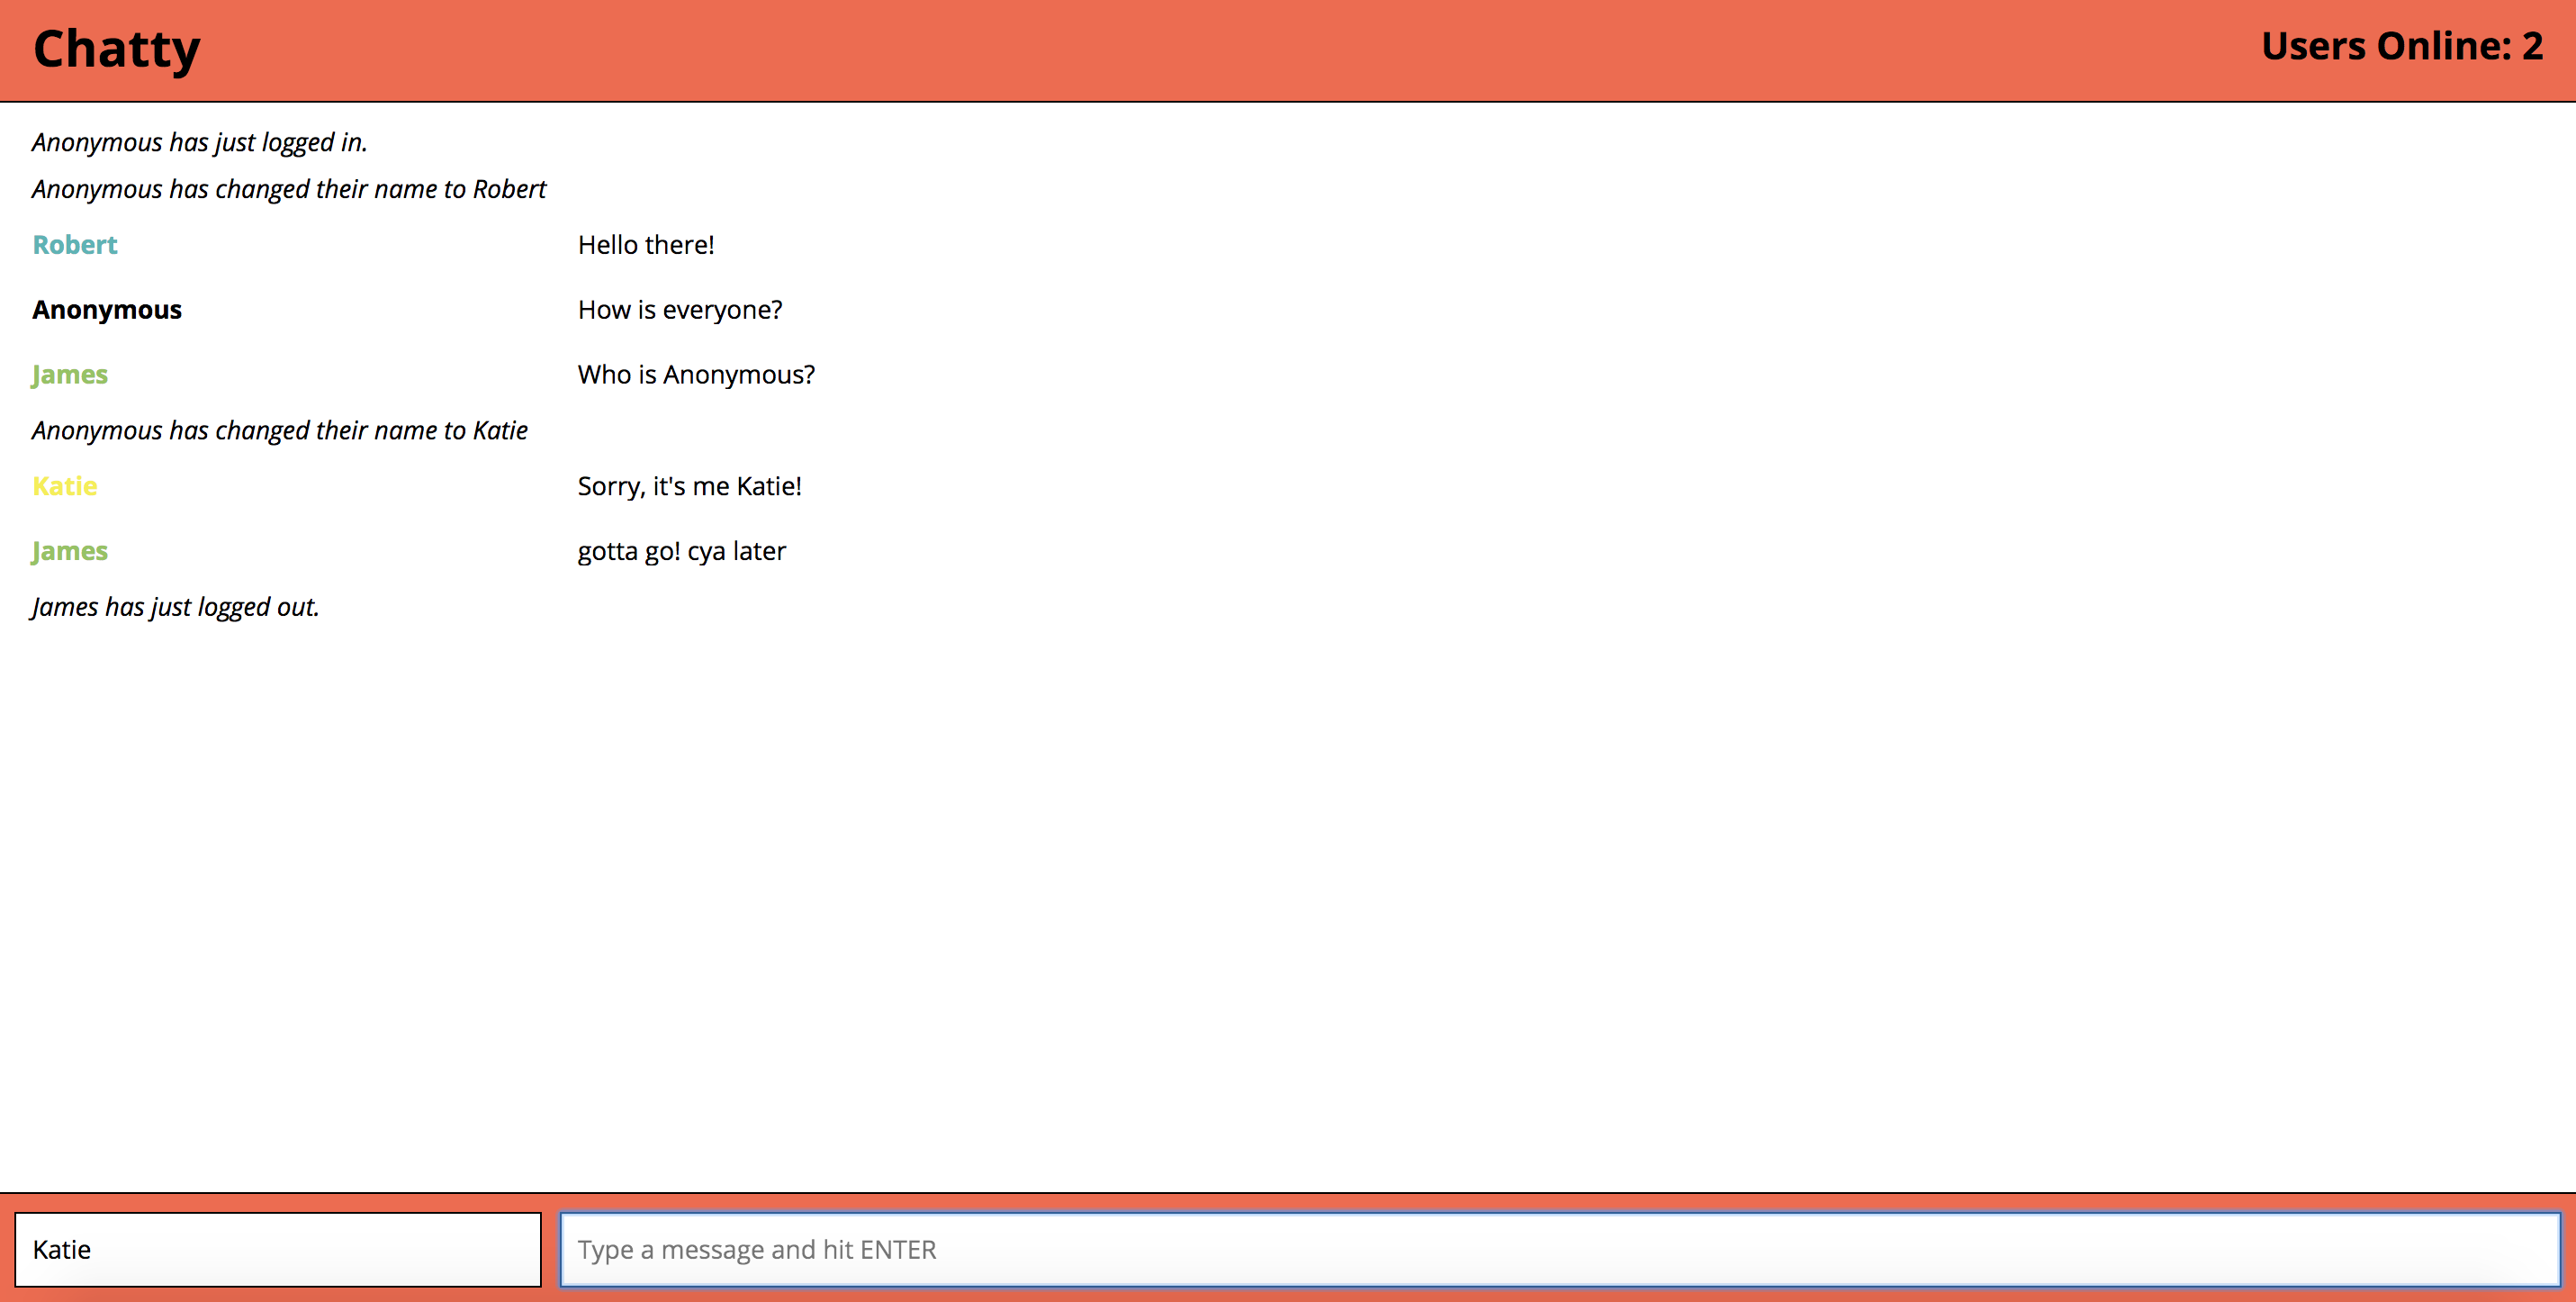 Chatty
Users Online: 2
Anonymous has just logged in.
Anonymous has changed their name to Robert
Robert Hello there!
Anonymous How is everyone?
James Who is Anonymous?
Anonymous has changed their name to Katie
Katie Sorry, it's me Katie!
James gotta go! cya later
James has just logged out.
Katie Type a message and hit ENTER